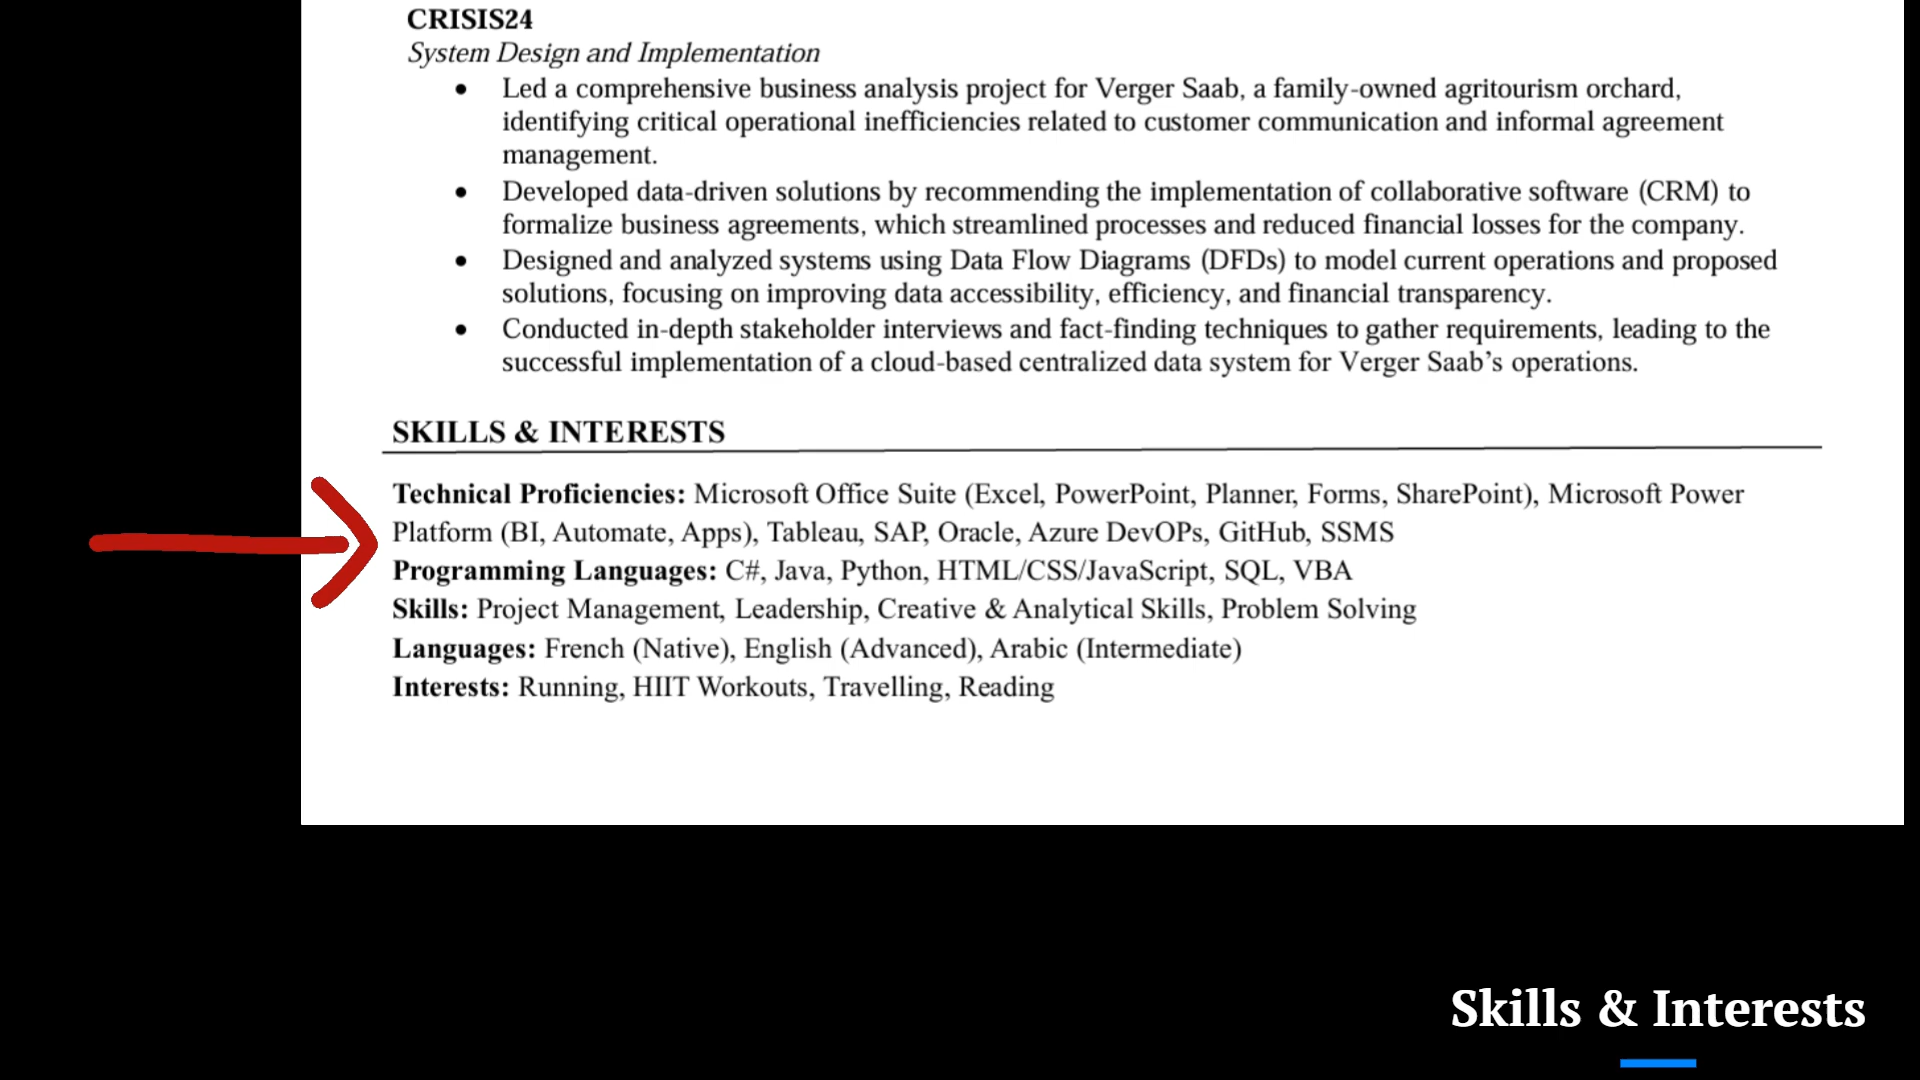 CRISIS24
System Design and Implementation
• Led a comprehensive business analysis project for Verger Saab, a family-owned agritourism orchard,
identifying critical operational inefficiencies related to customer communication and informal agreement
management.
• Developed data-driven solutions by recommending the implementation of collaborative software (CRM) to
formalize business agreements, which streamlined processes and reduced financial losses for the company.
• Designed and analyzed systems using Data Flow Diagrams (DFDs) to model current operations and proposed
solutions, focusing on improving data accessibility, efficiency, and financial transparency.
• Conducted in-depth stakeholder interviews and fact-finding techniques to gather requirements, leading to the
successful implementation of a cloud-based centralized data system for Verger Saab’s operations.
SKILLS & INTERESTS
Technical Proficiencies: Microsoft Office Suite (Excel, PowerPoint, Planner, Forms, SharePoint), Microsoft Power
Platform (BI, Automate, Apps), Tableau, SAP, Oracle, Azure DevOPs, GitHub, SSMS
Programming Languages: C#, Java, Python, HTML/CSS/JavaScript, SQL, VBA
Skills: Project Management, Leadership, Creative & Analytical Skills, Problem Solving
Languages: French (Native), English (Advanced), Arabic (Intermediate)
Interests: Running, HIIT Workouts, Travelling, Reading
Skills & Interests